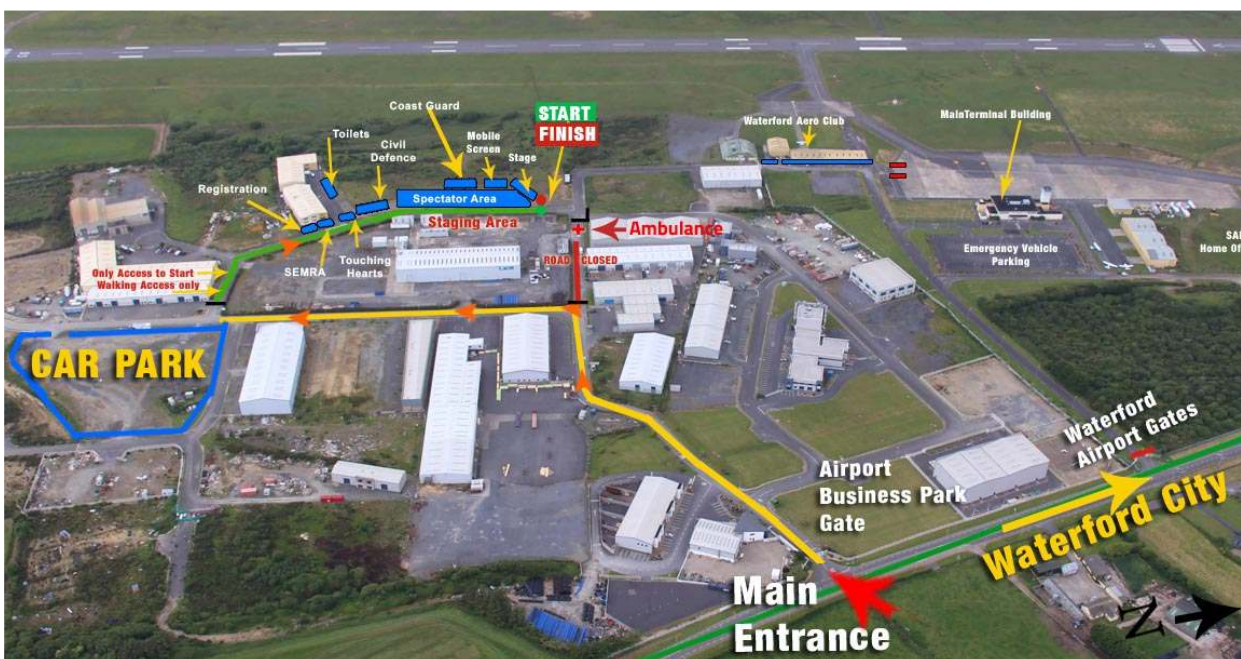 Coast Guard
START
FINISH
Toilets
Civil
Defence
Mobile
Screen
Stage
Waterford Aero Club
MainTerminal Building
Registration
Spectator Area
Staging Area
Ambulance
SEMRA
Touching
Hearts
ROAD CLOSED
Emergency Vehicle
Parking
Home Of
Only Access to Start
Walking Access only
CAR PARK
Waterford
Airport Gates
Airport
Business Park
Gate
Waterford City
Main
Entrance
N